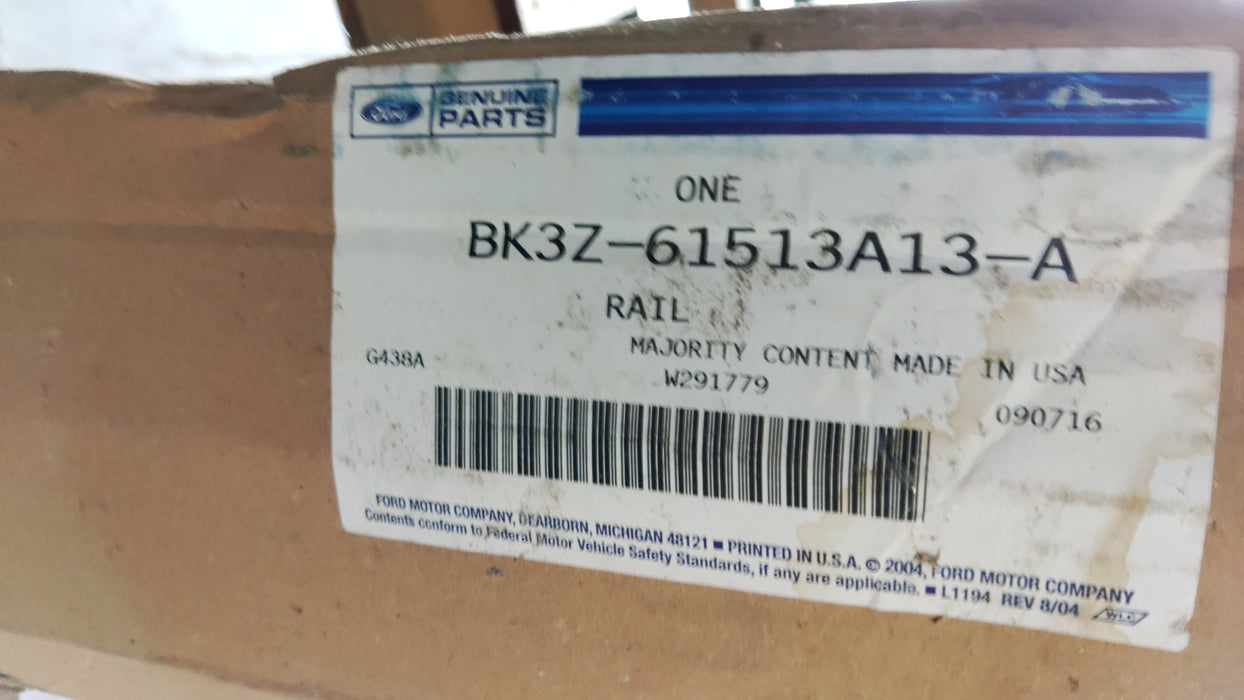 Ford
GENUINE
PARTS
ONE
BK3Z-61513A13-A
RAIL
MAJORITY CONTENT MADE IN USA
G438A
W291779
090716
FORD MOTOR COMPANY, DEARBORN, MICHIGAN 48121 ■ PRINTED IN U.S.A. © 2004, FORD MOTOR COMPANY
Contents conform to Federal Motor Vehicle Safety Standards, if any are applicable. ■ L1194 REV 8/04 WLC